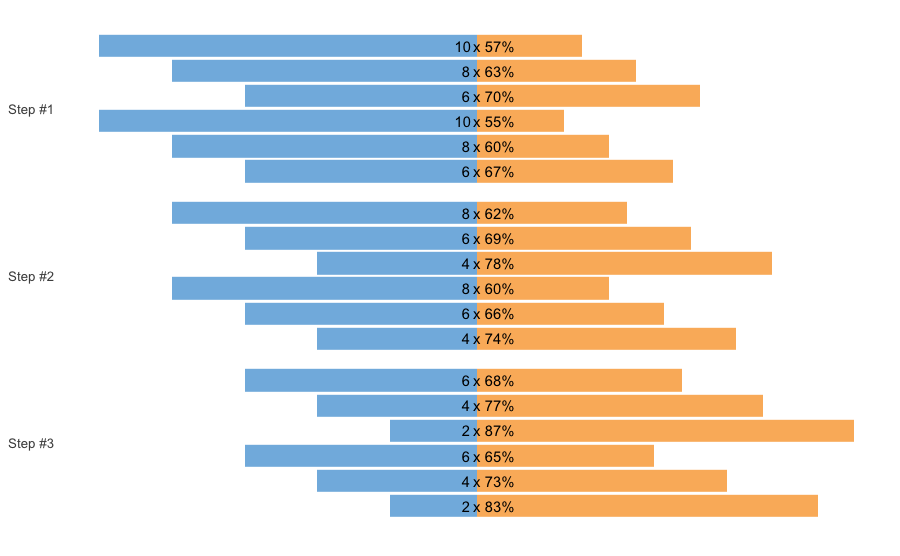 10 x 57%
8 x 63%
6 x 70%
Step #1
10 x 55%
8 x 60%
6 x 67%
8 x 62%
6 x 69%
4 x 78%
Step #2
8 x 60%
6 x 66%
4 x 74%
6 x 68%
4 x 77%
2 x 87%
Step #3
6 x 65%
4 x 73%
2 x 83%